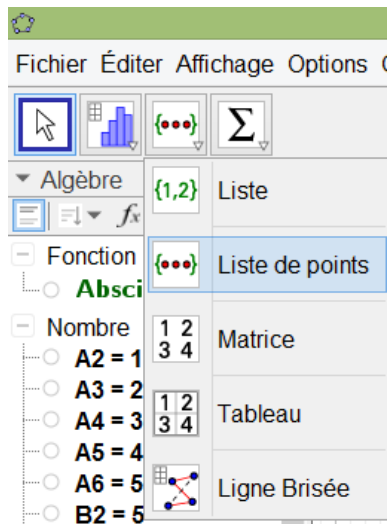 Fichier Éditer Affichage Options
{1,2} Liste
Liste de points
1 2
3 4
Matrice
1 2
3 4
Tableau
Ligne Brisée
Algèbre
fx
Fonction
Absci
Nombre
A2 = 1
A3 = 2
A4 = 3
A5 = 4
A6 = 5
B2 = 5